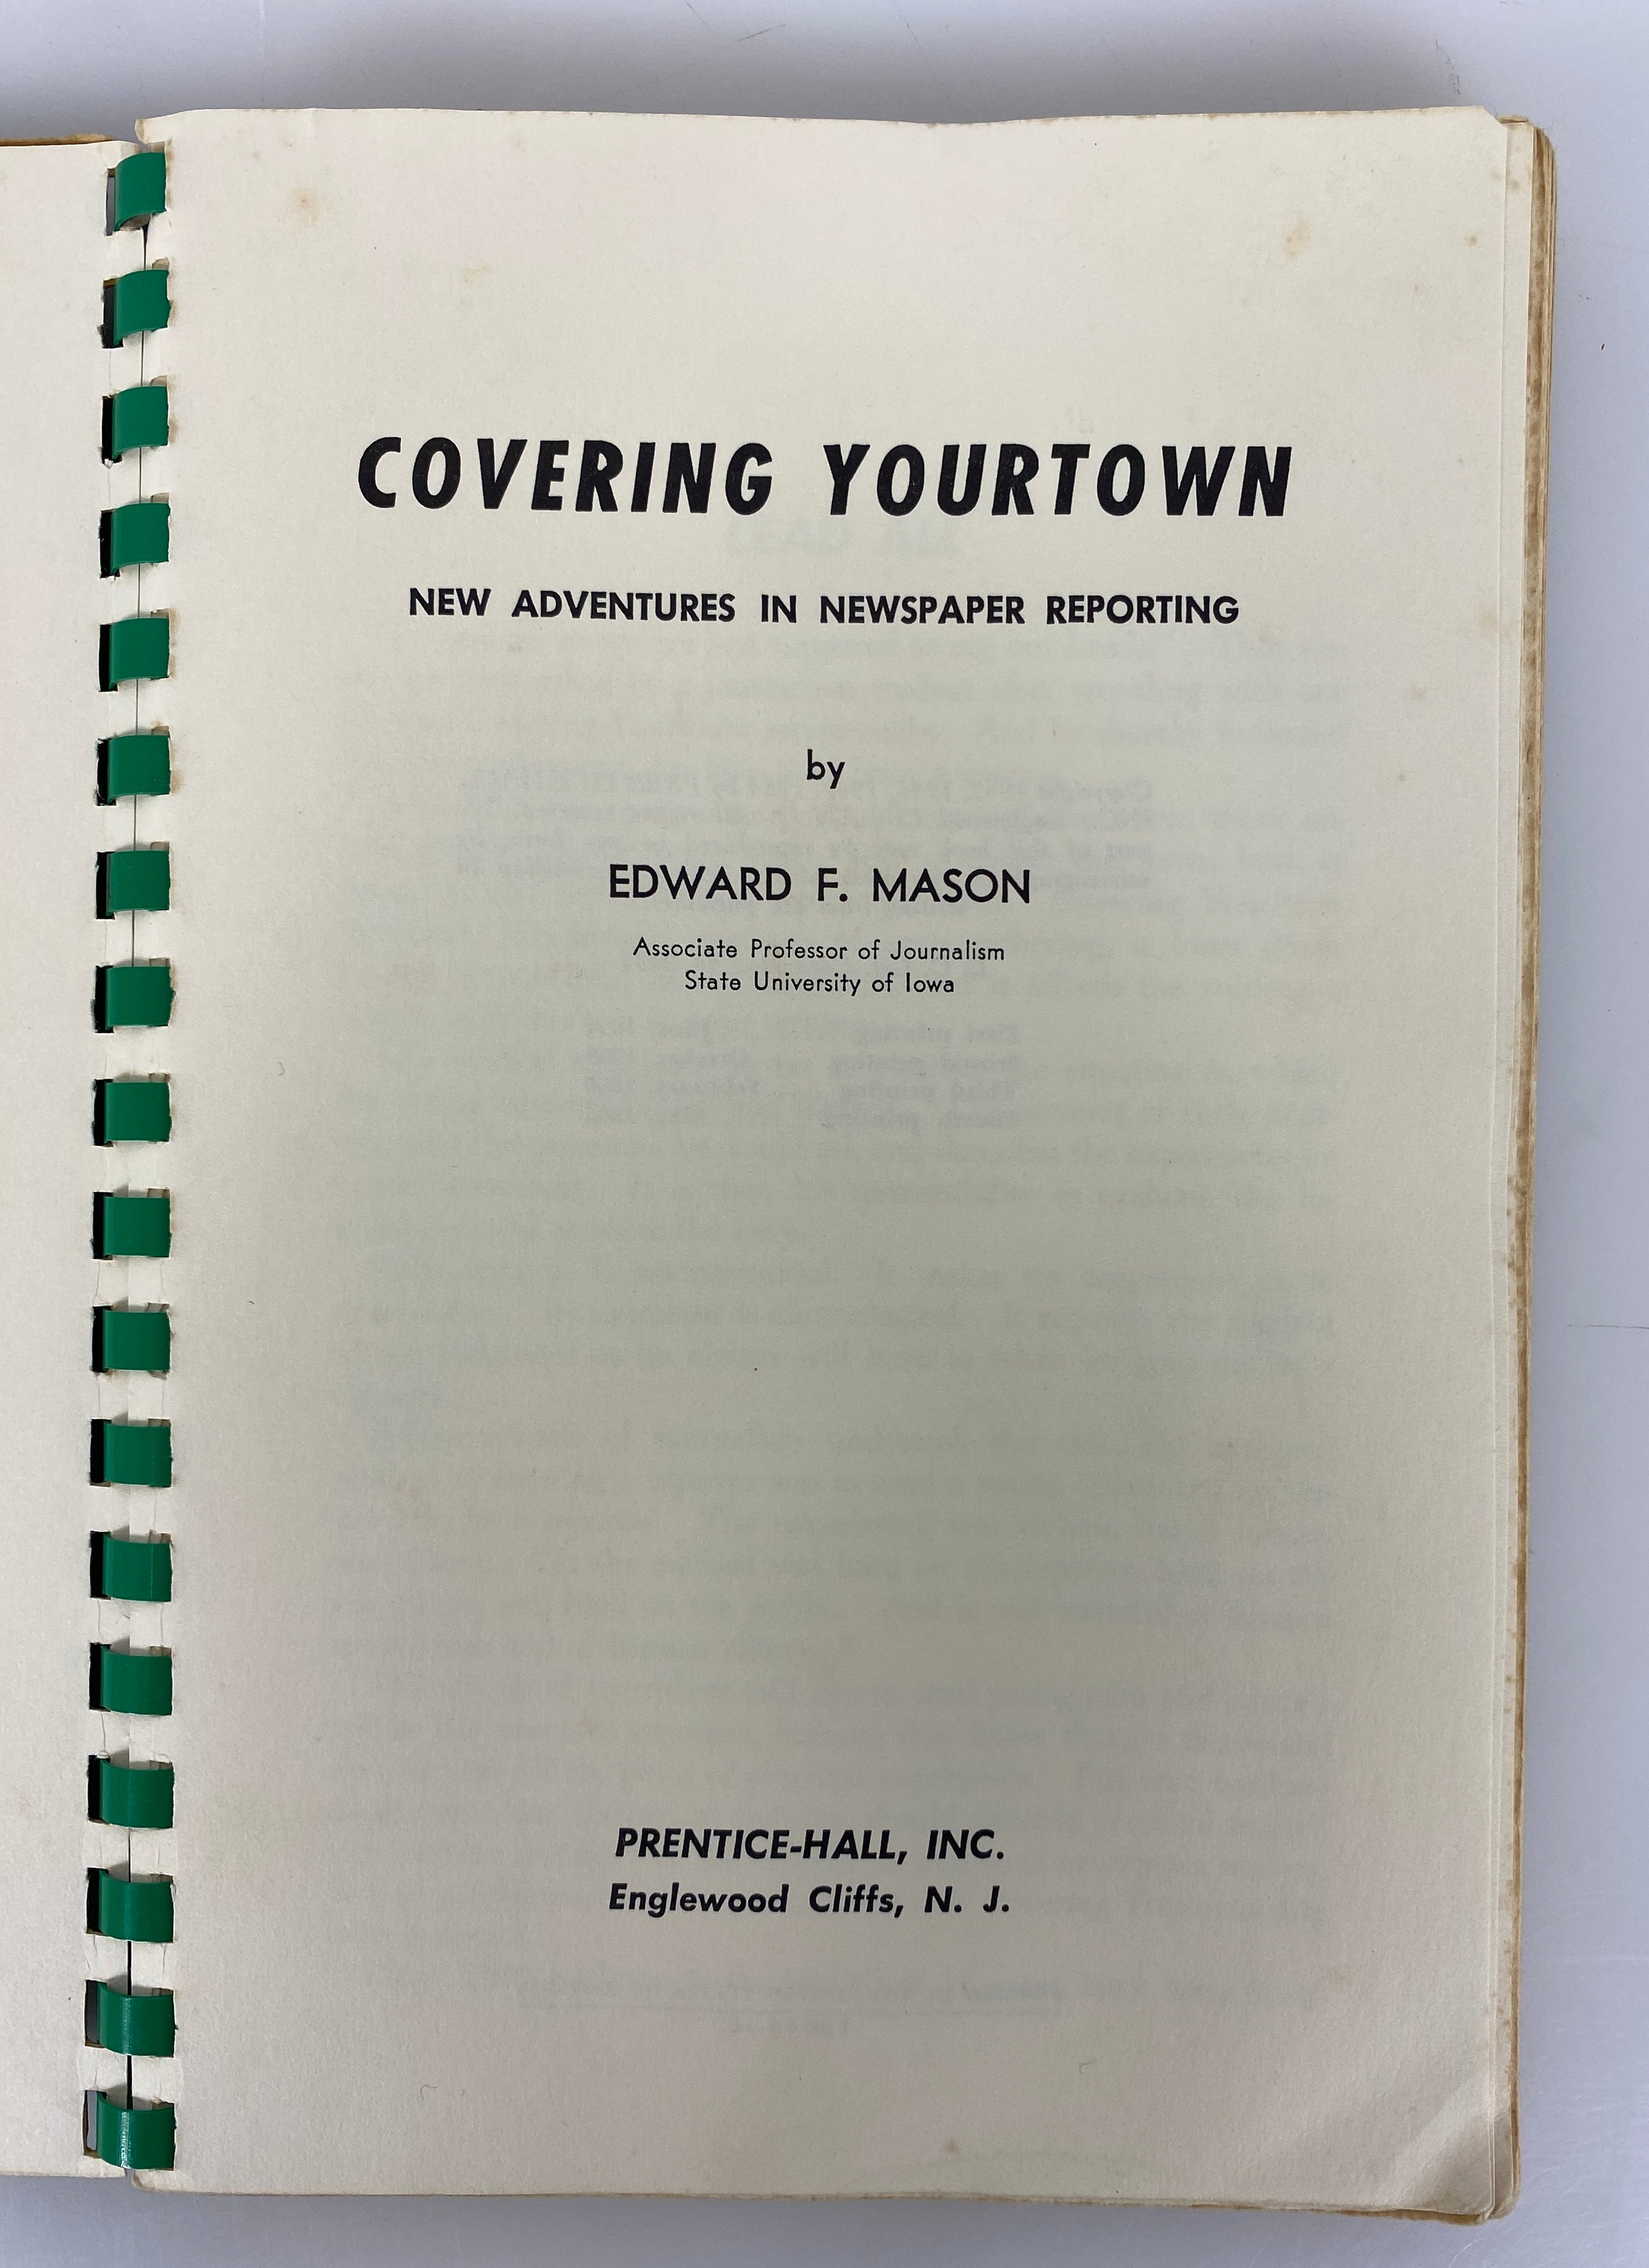 COVERING YOURTOWN
NEW ADVENTURES IN NEWSPAPER REPORTING
by
EDWARD F. MASON
Associate Professor of Journalism
State University of Iowa
PRENTICE-HALL, INC.
Englewood Cliffs, N. J.